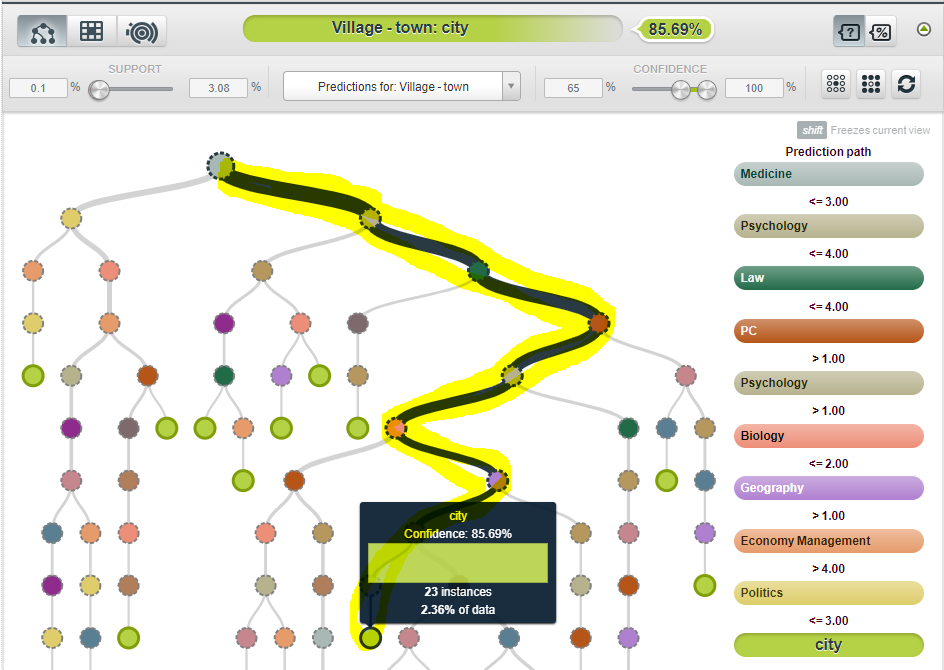 Village - town: city
85.69%
?
%
SUPPORT
0.1 %
3.08 %
Predictions for: Village - town
CONFIDENCE
65 %
100 %
shift Freezes current view
Prediction path
Medicine
<= 3.00
Psychology
<= 4.00
Law
<= 4.00
PC
> 1.00
Psychology
> 1.00
Biology
<= 2.00
Geography
> 1.00
Economy Management
> 4.00
Politics
<= 3.00
city
city
Confidence: 85.69%
23 instances
2.36% of data